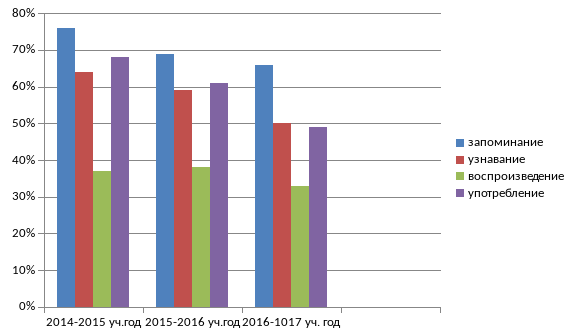 80%
70%
60%
50%
40%
30%
20%
10%
0%
2014-2015 уч.год 2015-2016 уч.год 2016-1017 уч. год
запоминание
узнавание
воспроизведение
употребление